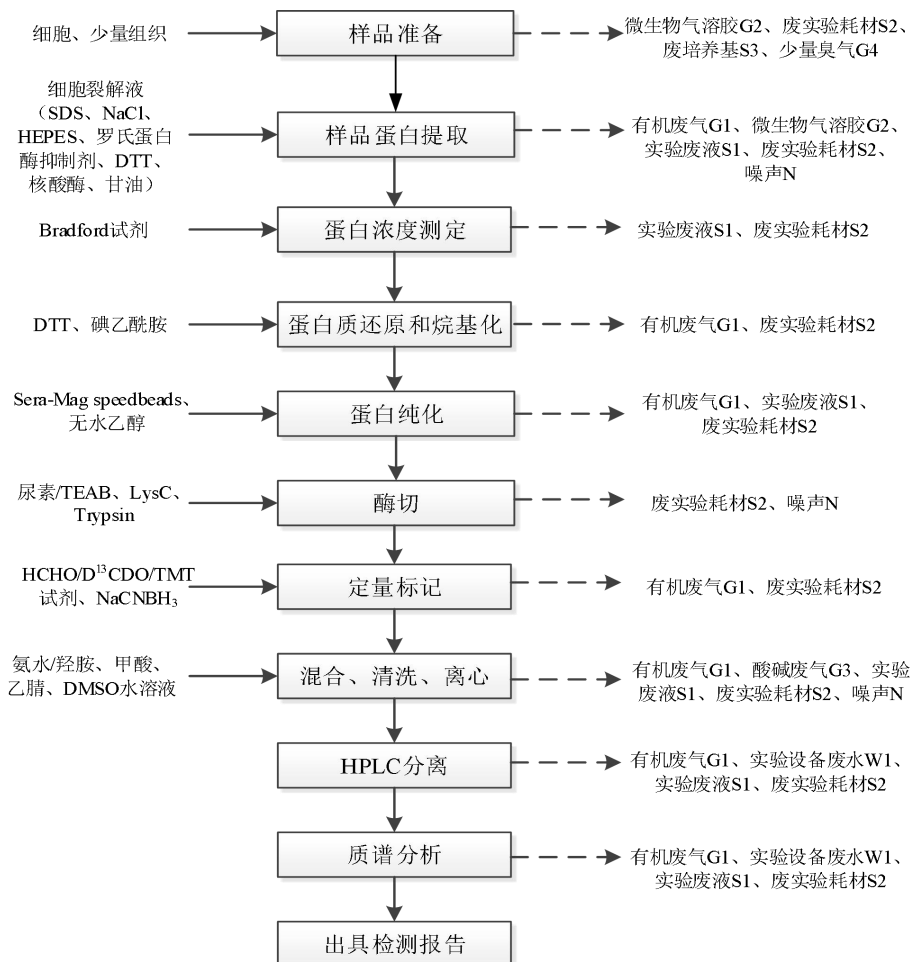 细胞、少量组织
样品准备
微生物气溶胶G2、废实验耗材S2、
废培养基S3、少量臭气G4
细胞裂解液
（SDS、NaCl、
HEPES、罗氏蛋白
酶抑制剂、DTT、
核酸酶、甘油）
样品蛋白提取
有机废气G1、微生物气溶胶G2、
实验废液S1、废实验耗材S2、
噪声N
Bradford试剂
蛋白浓度测定
实验废液S1、废实验耗材S2
DTT、碘乙酰胺
蛋白质还原和烷基化
有机废气G1、废实验耗材S2
Sera-Mag speedbeads、
无水乙醇
蛋白纯化
有机废气G1、实验废液S1、
废实验耗材S2
尿素/TEAB、LysC、
Trypsin
酶切
废实验耗材S2、噪声N
HCHO/D¹³CDO/TMT
试剂、NaCNBH₃
定量标记
有机废气G1、废实验耗材S2
氨水/羟胺、甲酸、
乙腈、DMSO水溶液
混合、清洗、离心
有机废气G1、酸碱废气G3、实验
废液S1、废实验耗材S2、噪声N
HPLC分离
有机废气G1、实验设备废水W1、
实验废液S1、废实验耗材S2
质谱分析
有机废气G1、实验设备废水W1、
实验废液S1、废实验耗材S2
出具检测报告